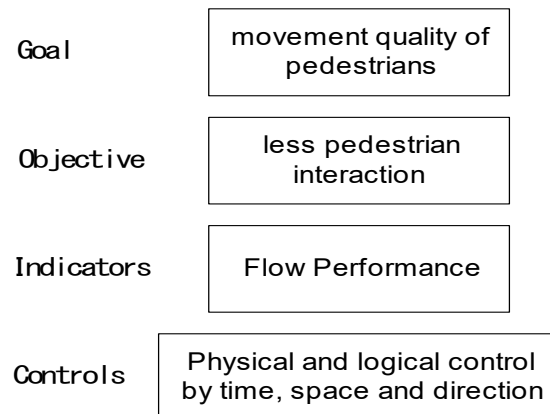 Goal
movement quality of
pedestrians
Objective
less pedestrian
interaction
Indicators
Flow Performance
Controls
Physical and logical control
by time, space and direction